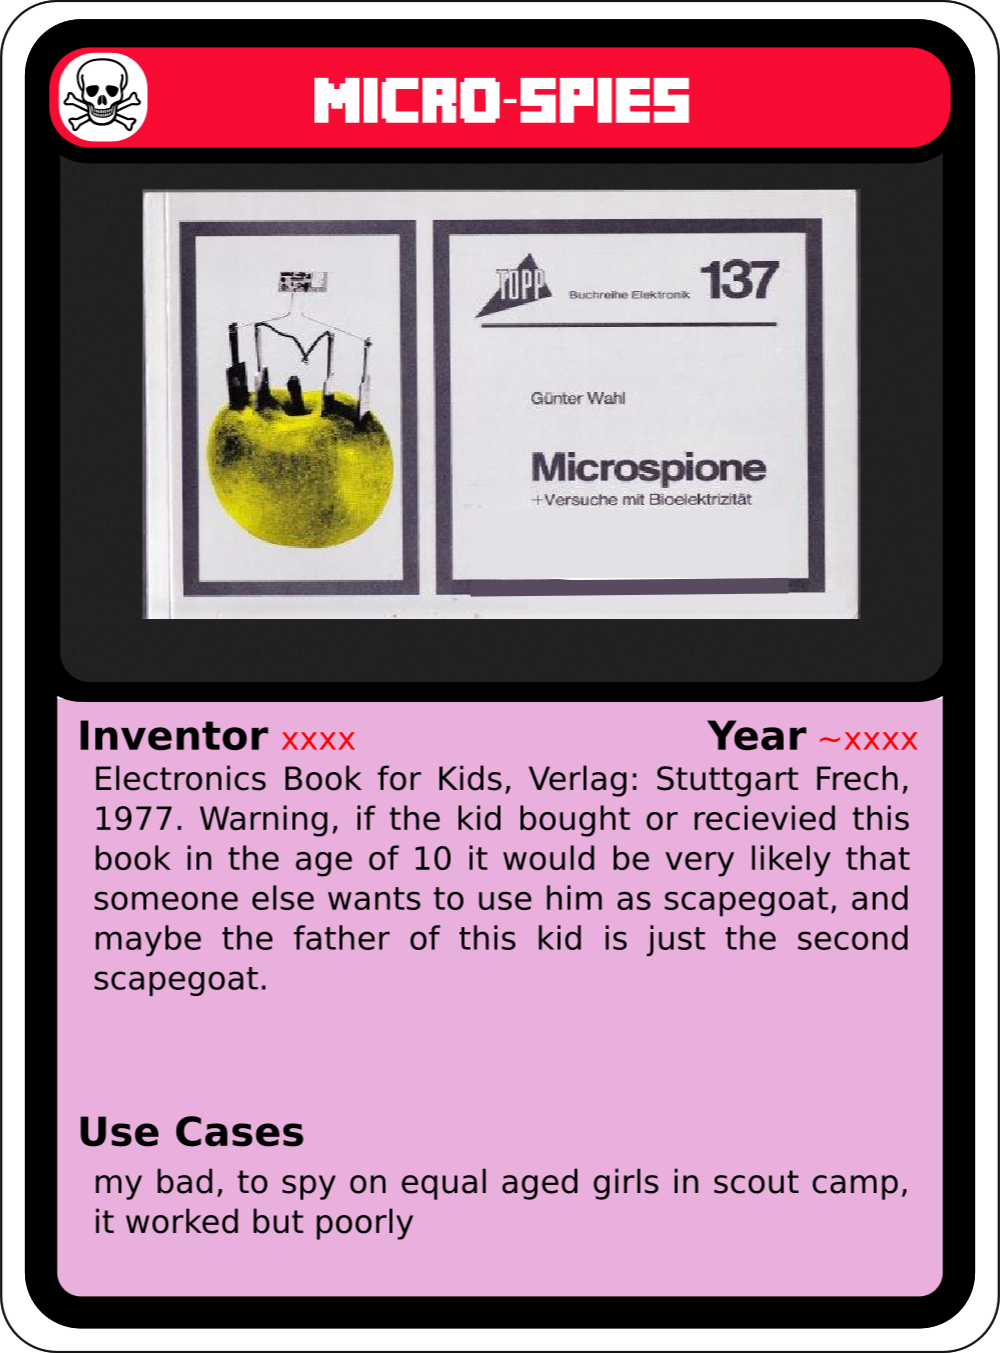 MICRO-SPIES
TOPP
Buchreihe Elektronik 137
Günter Wahl
Microspione
+Versuche mit Bioelektrizität
Inventor xxxx Year ~xxxx
Electronics Book for Kids, Verlag: Stuttgart Frech,
1977. Warning, if the kid bought or recievied this
book in the age of 10 it would be very likely that
someone else wants to use him as scapegoat, and
maybe the father of this kid is just the second
scapegoat.
Use Cases
my bad, to spy on equal aged girls in scout camp,
it worked but poorly